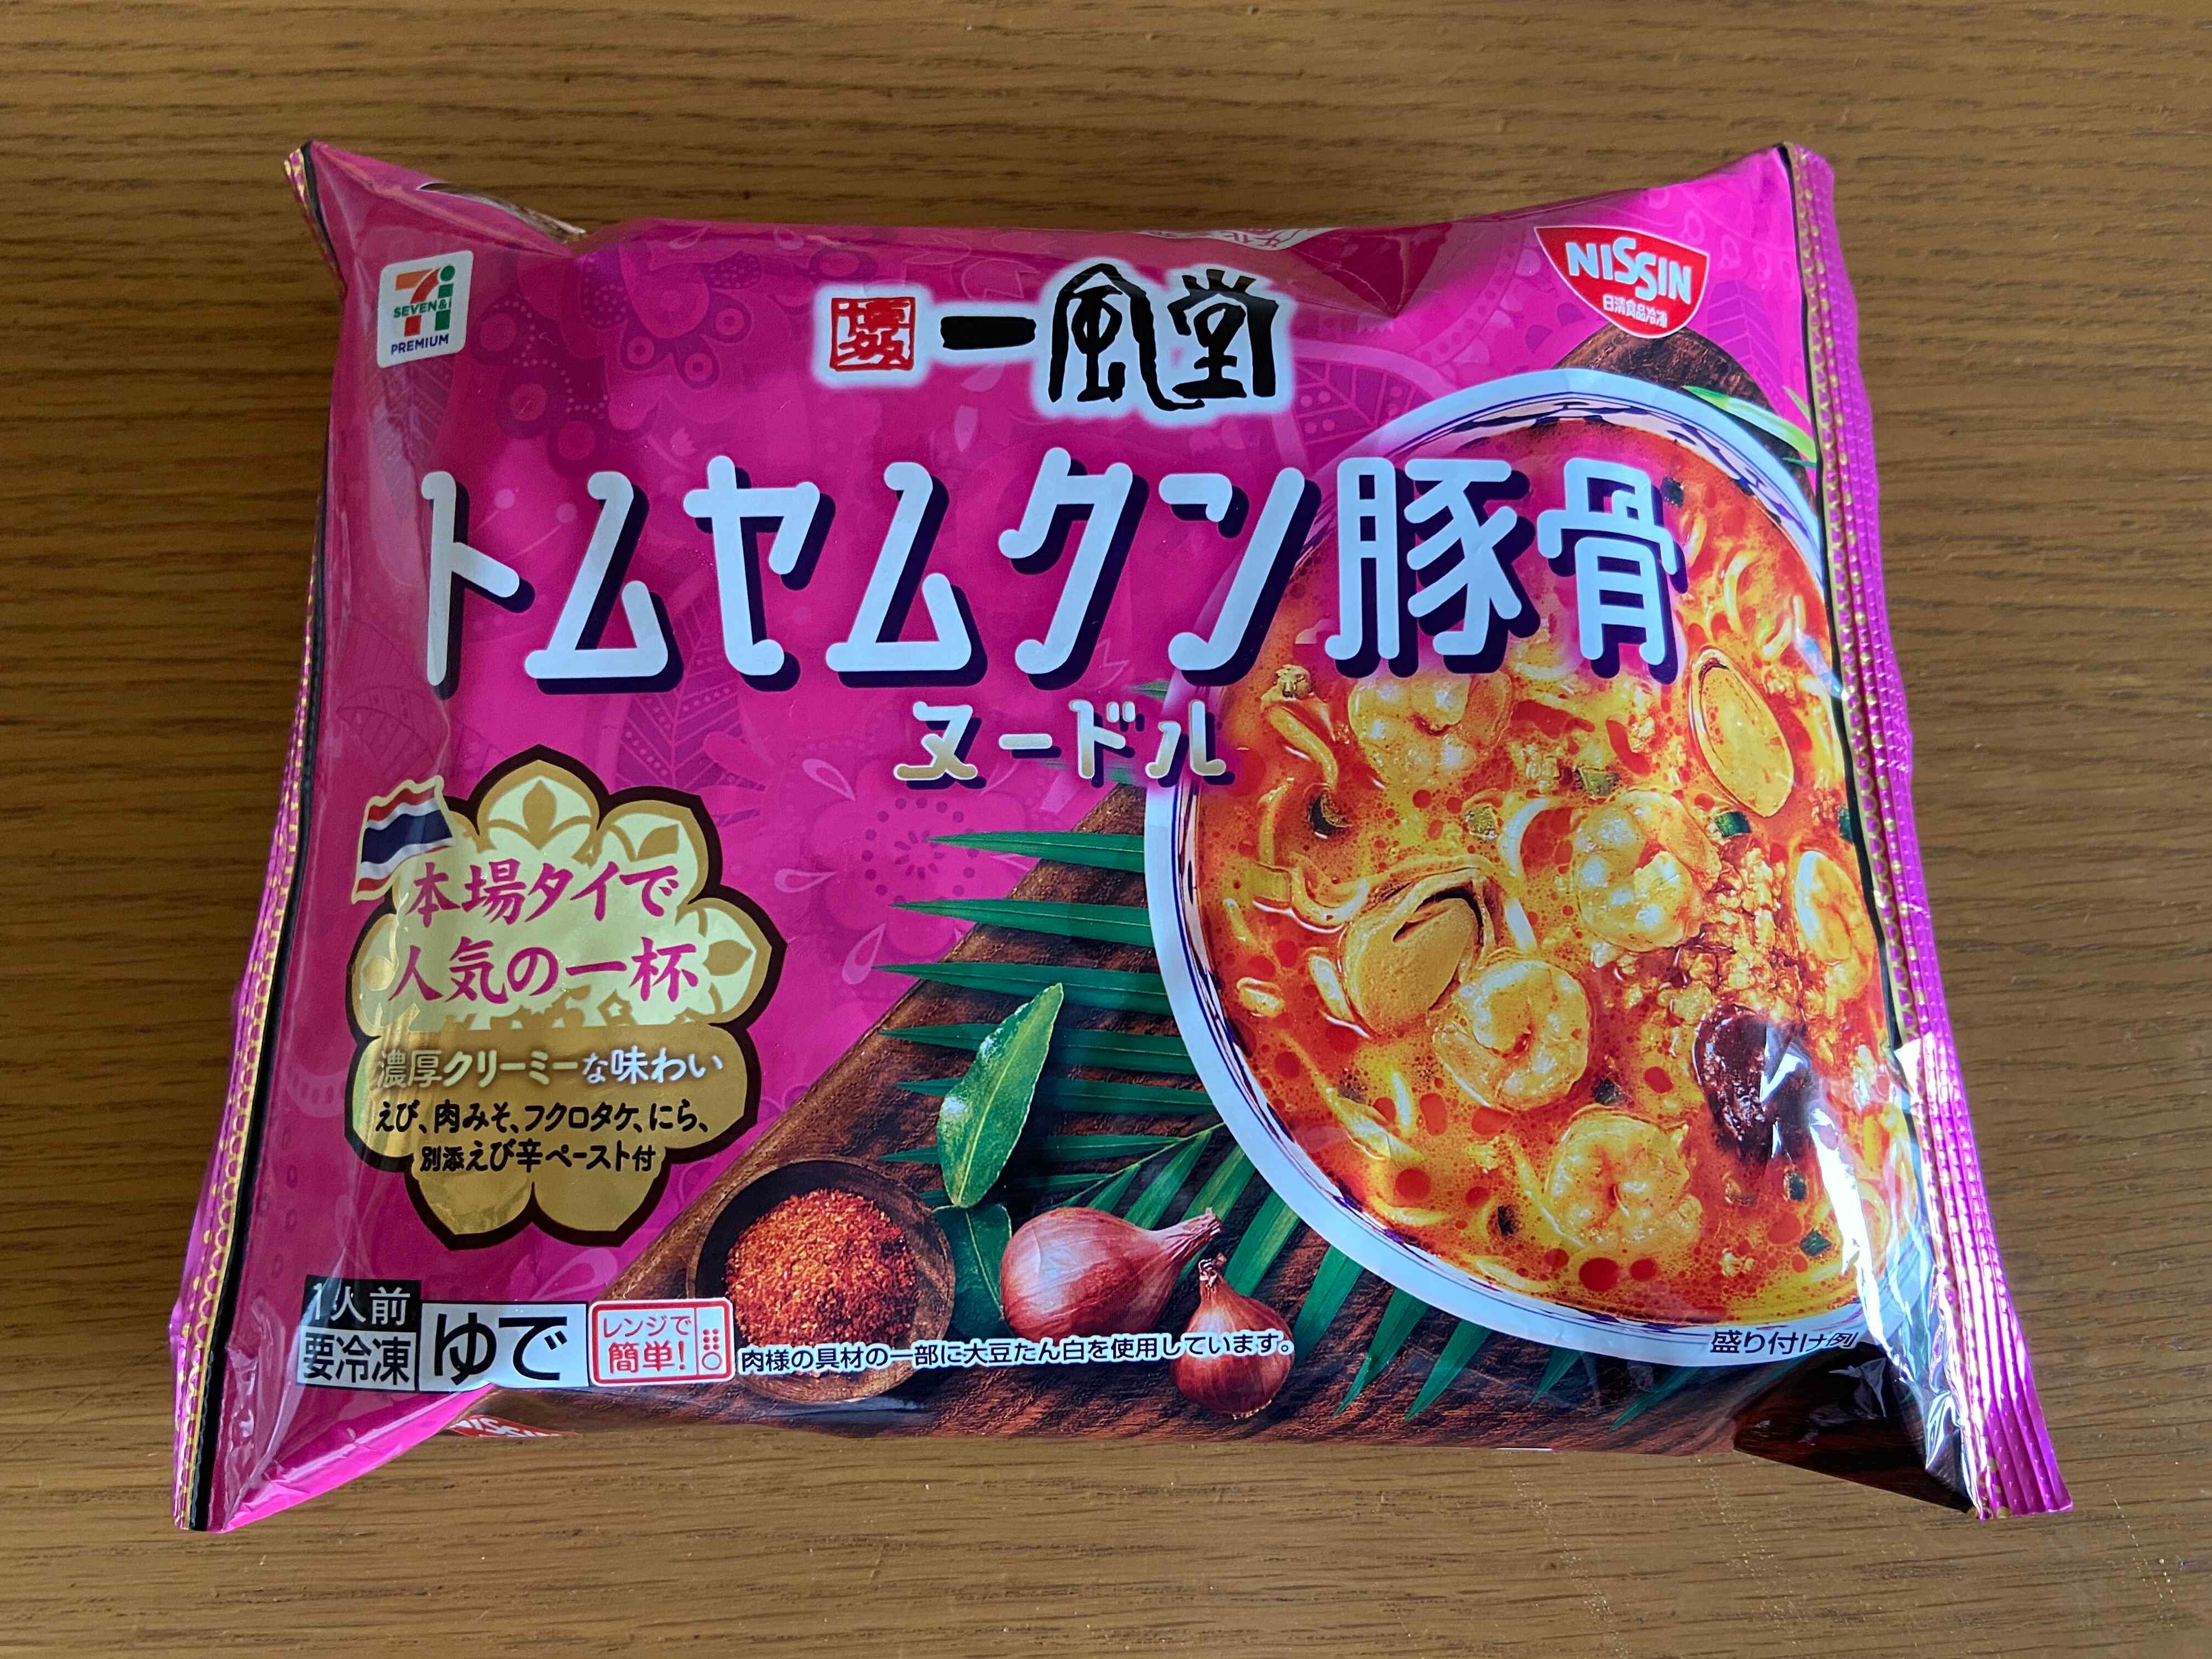 SEVEN&i
PREMIUM
博多 一風堂
NISSIN
日清食品冷凍
トムヤムクン豚骨
ヌードル
本場タイで
人気の一杯
濃厚クリーミーな味わい
えび、肉みそ、フクロタケ、にら、
別添えび辛ペースト付
1人前
要冷凍
ゆで
レンジで
簡単!
肉様の具材の一部に大豆たん白を使用しています。
盛り付け例
NISSIN